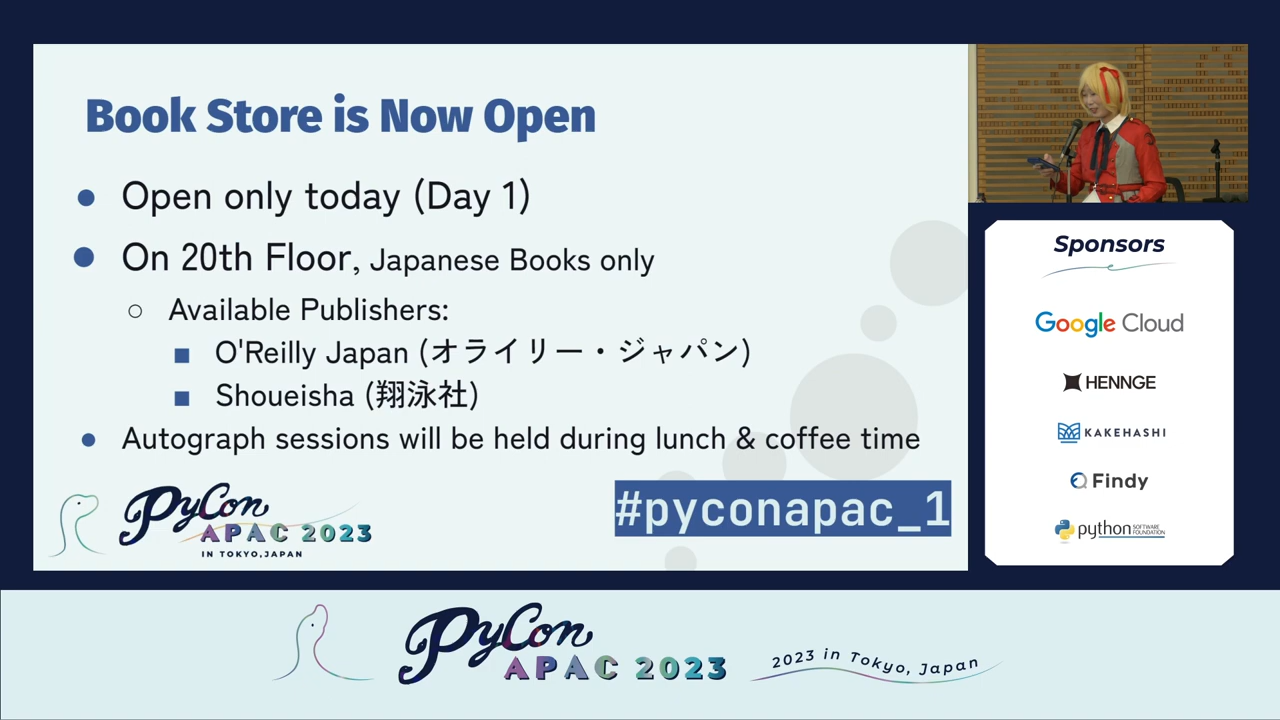 Book Store is Now Open
Open only today (Day 1)
On 20th Floor, Japanese Books only
Available Publishers:
O'Reilly Japan (オライリー・ジャパン)
Shoueisha (翔泳社)
Autograph sessions will be held during lunch & coffee time
PyCon
APAC 2023
IN TOKYO,JAPAN
#pyconapac_1
Sponsors
Google Cloud
HENNGE
KAKEHASHI
Findy
python SOFTWARE FOUNDATION
PyCon
APAC 2023
2023 in Tokyo, Japan